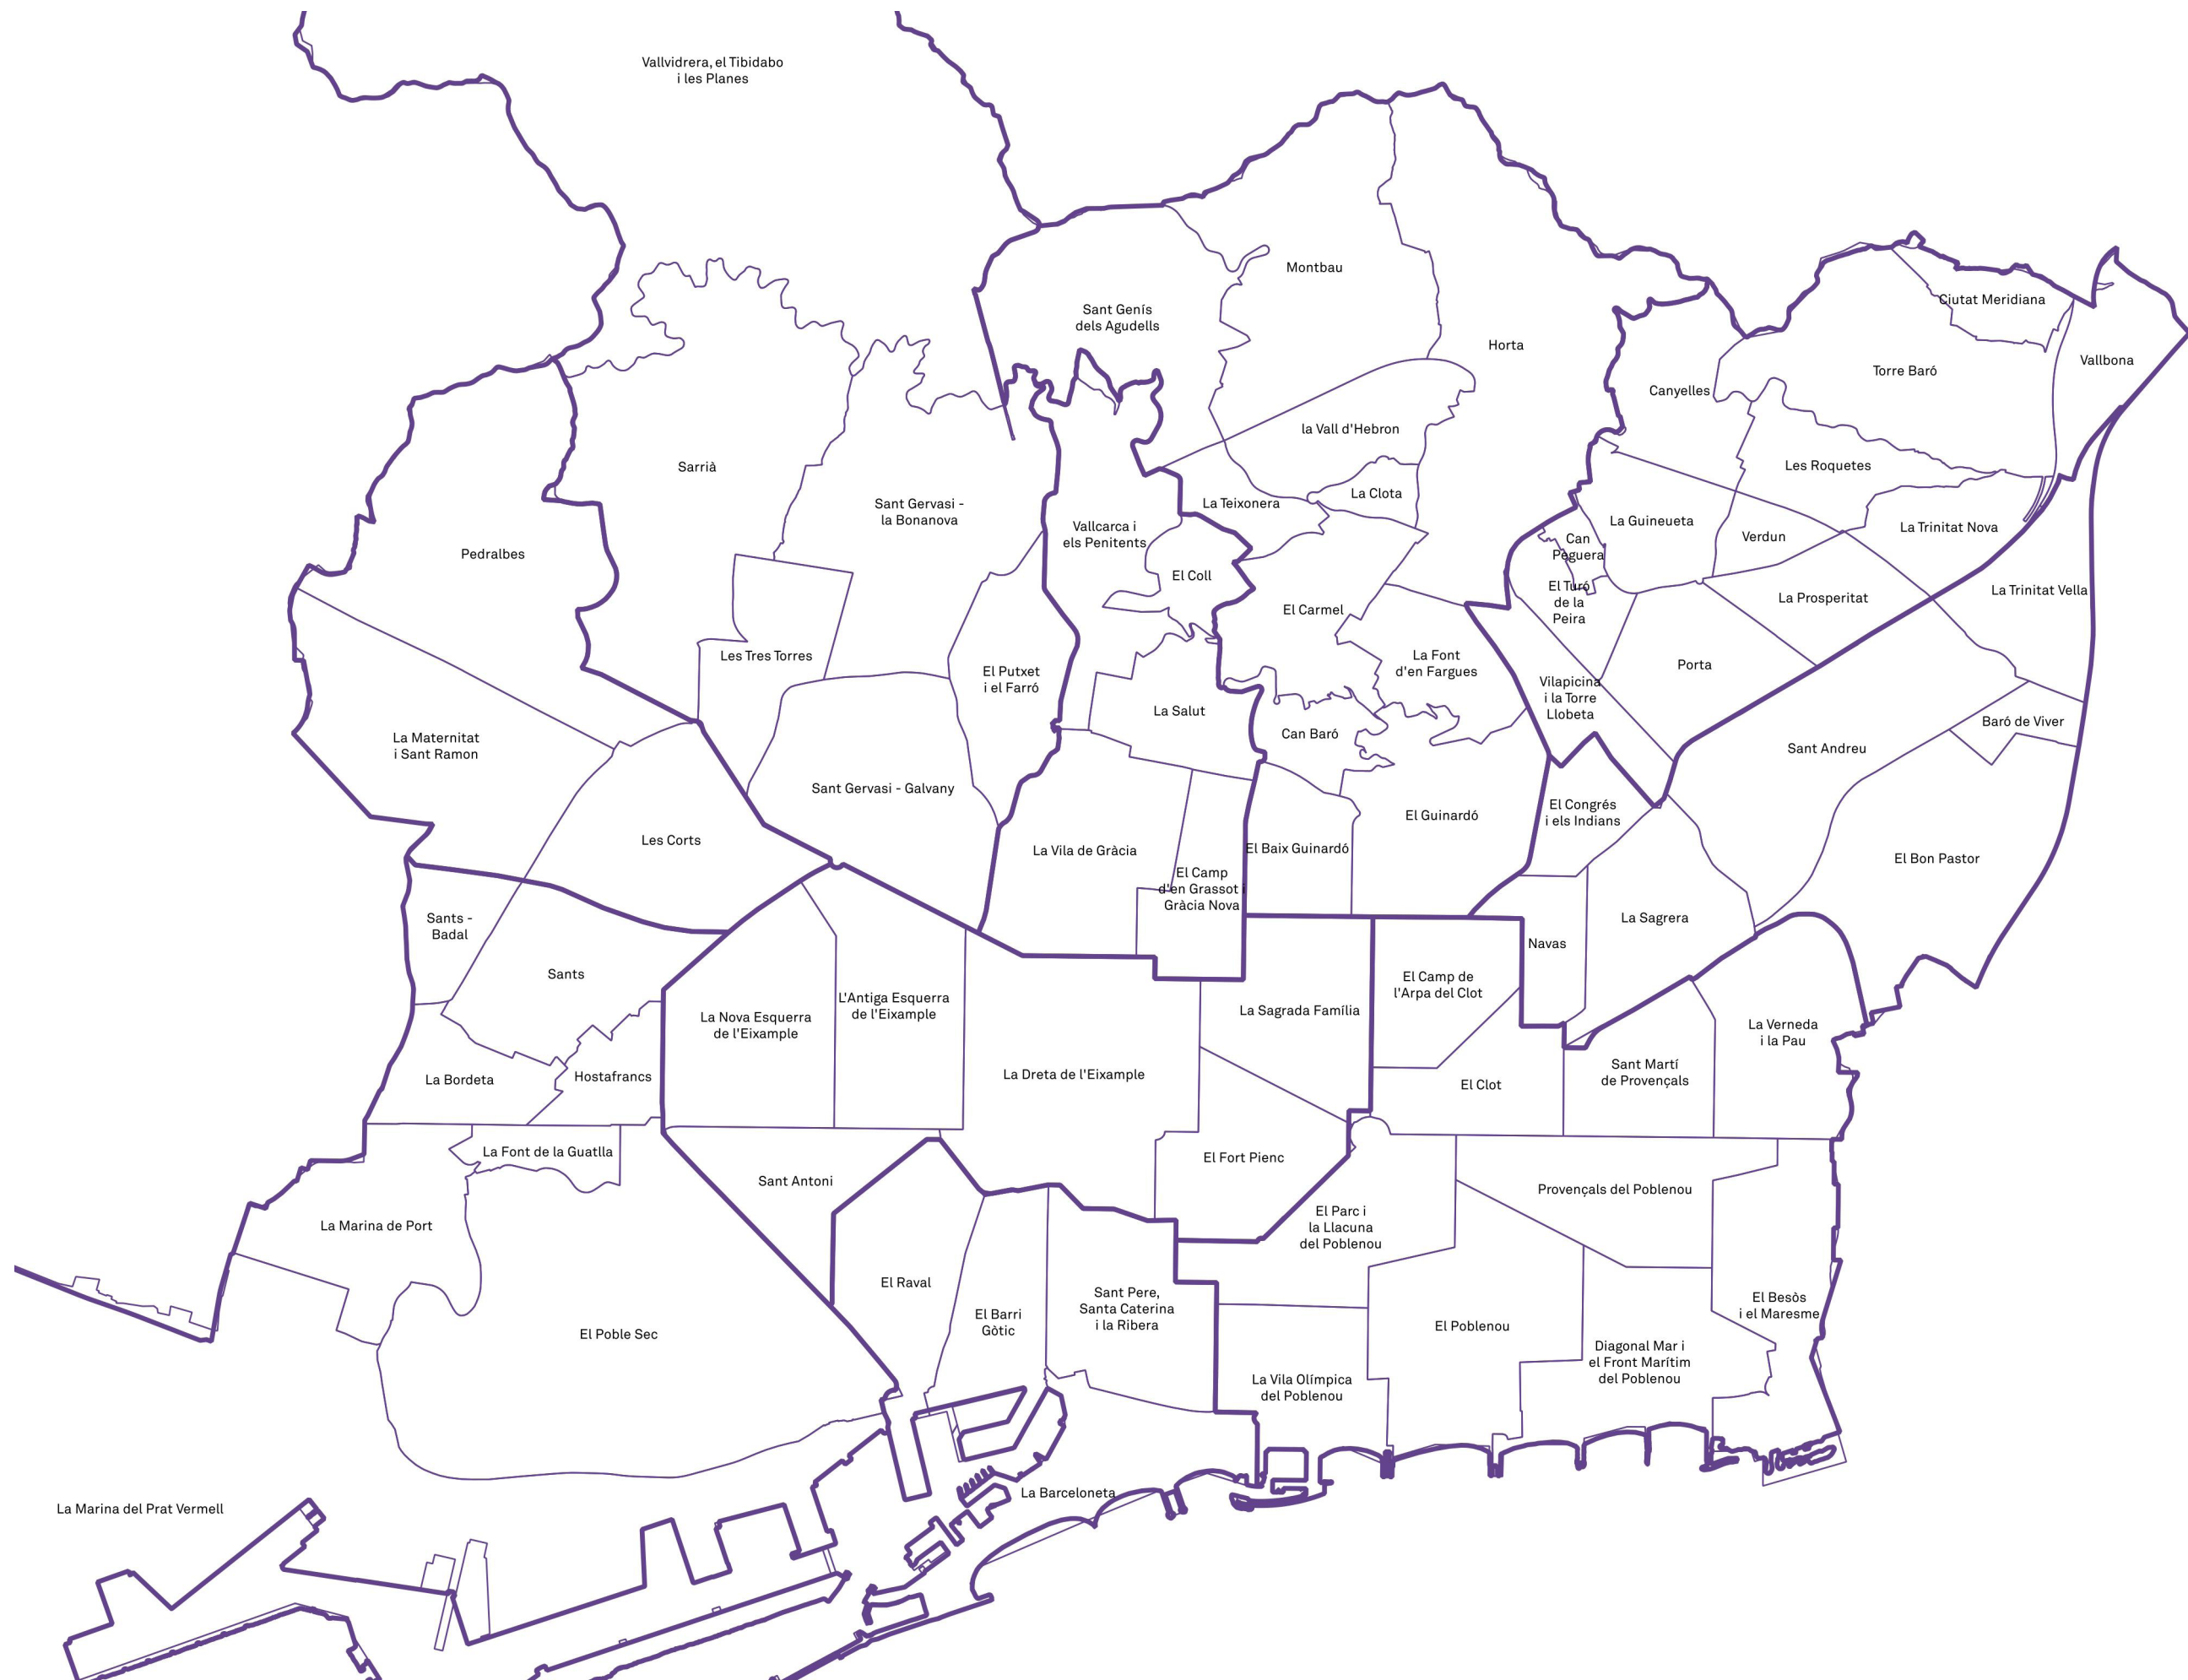 Vallvidrera, el Tibidabo
i les Planes
Montbau
Ciutat Meridiana
Sant Genís
dels Agudells
Horta
Vallbona
Torre Baró
Canyelles
la Vall d'Hebron
Sarrià
Les Roquetes
La Clota
La Teixonera
Sant Gervasi -
la Bonanova
La Guineueta
La Trinitat Nova
Vallcarca i
els Penitents
Verdun
Can
Peguera
Pedralbes
El Coll
El Turó
de la
Peira
La Trinitat Vella
La Prosperitat
El Carmel
Les Tres Torres
La Font
d'en Fargues
Porta
El Putxet
i el Farró
Vilapicina
i la Torre
Llobeta
La Salut
Baró de Viver
Can Baró
La Maternitat
i Sant Ramon
Sant Andreu
Sant Gervasi - Galvany
El Congrés
i els Indians
El Guinardó
Les Corts
La Vila de Gràcia
El Baix Guinardó
El Bon Pastor
El Camp
d'en Grassot i
Gràcia Nova
Sants -
Badal
La Sagrera
Navas
Sants
El Camp de
l'Arpa del Clot
L'Antiga Esquerra
de l'Eixample
La Sagrada Família
La Nova Esquerra
de l'Eixample
La Verneda
i la Pau
Sant Martí
de Provençals
La Dreta de l'Eixample
Hostafrancs
La Bordeta
El Clot
La Font de la Guatlla
El Fort Pienc
Sant Antoni
Provençals del Poblenou
El Parc i
la Llacuna
del Poblenou
La Marina de Port
El Raval
Sant Pere,
Santa Caterina
i la Ribera
El Besòs
i el Maresme
El Barri
Gòtic
El Poblenou
El Poble Sec
Diagonal Mar i
el Front Marítim
del Poblenou
La Vila Olímpica
del Poblenou
La Barceloneta
La Marina del Prat Vermell